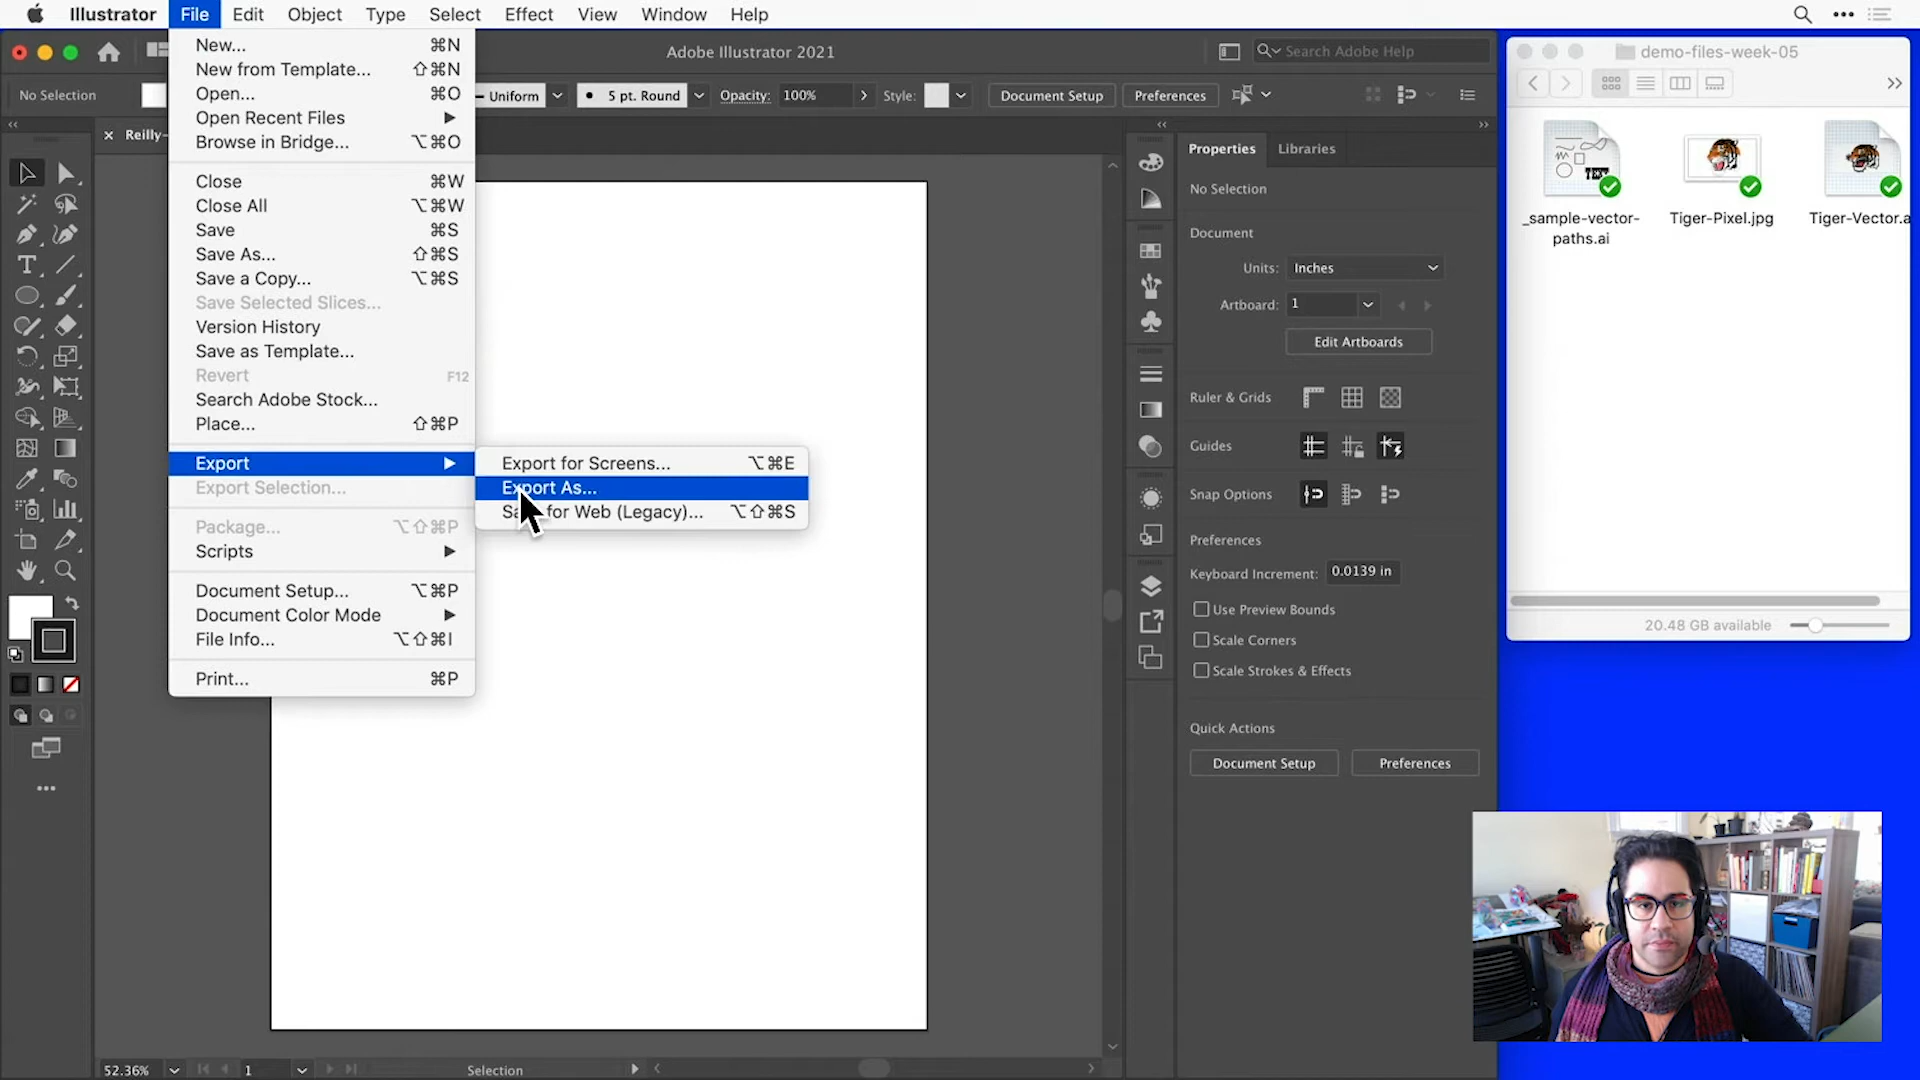 Illustrator File Edit Object Type Select Effect View Window Help
Adobe Illustrator 2021
Search Adobe Help
No Selection
Uniform
5 pt. Round
Opacity: 100%
Style:
Document Setup
Preferences
Reilly-
New... ⌘N
New from Template... ⇧⌘N
Open... ⌘O
Open Recent Files
Browse in Bridge... ⌥⌘O
Close ⌘W
Close All ⌥⌘W
Save ⌘S
Save As... ⇧⌘S
Save a Copy... ⌥⌘S
Save Selected Slices...
Version History
Save as Template...
Revert F12
Search Adobe Stock...
Place... ⇧⌘P
Export
Export Selection...
Package... ⌥⇧⌘P
Scripts
Document Setup... ⌥⌘P
Document Color Mode
File Info... ⌥⇧⌘I
Print... ⌘P
Export for Screens... ⌥⌘E
Export As...
for Web (Legacy)... ⌥⇧⌘S
Properties Libraries
No Selection
Document
Units: Inches
Artboard: 1
Edit Artboards
Ruler & Grids
Guides
Snap Options
Preferences
Keyboard Increment: 0.0139 in
Use Preview Bounds
Scale Corners
Scale Strokes & Effects
Quick Actions
Document Setup
Preferences
52.36%
1
Selection
demo-files-week-05
_sample-vector-
paths.ai
Tiger-Pixel.jpg
Tiger-Vector.a
20.48 GB available